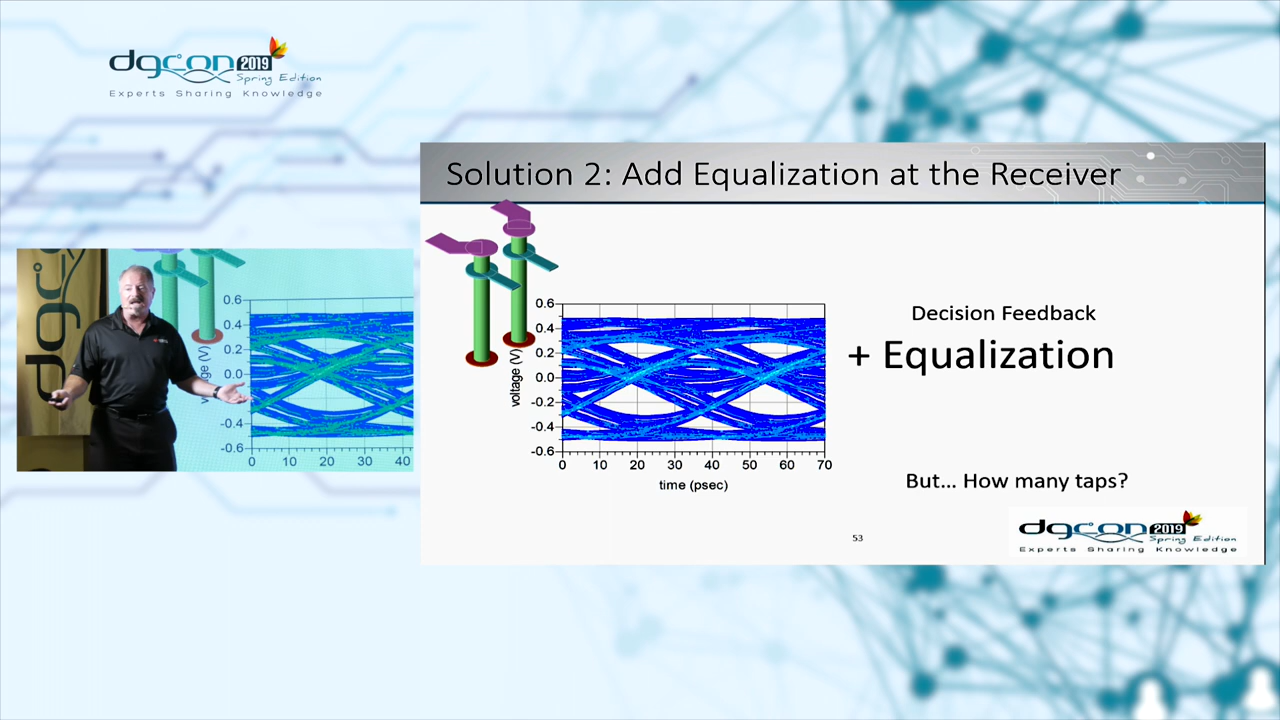 dgcon 2019
Spring Edition
Experts Sharing Knowledge
Solution 2: Add Equalization at the Receiver
0.6
0.4
0.2
0.0
-0.2
-0.4
-0.6
voltage (V)
0 10 20 30 40 50 60 70
time (psec)
Decision Feedback
+ Equalization
But... How many taps?
53
dgcon 2019
Spring Edition
Experts Sharing Knowledge
dgc
0.6
0.4
0.2
0.0
-0.4
-0.6
(V)
0 10 20 30 40